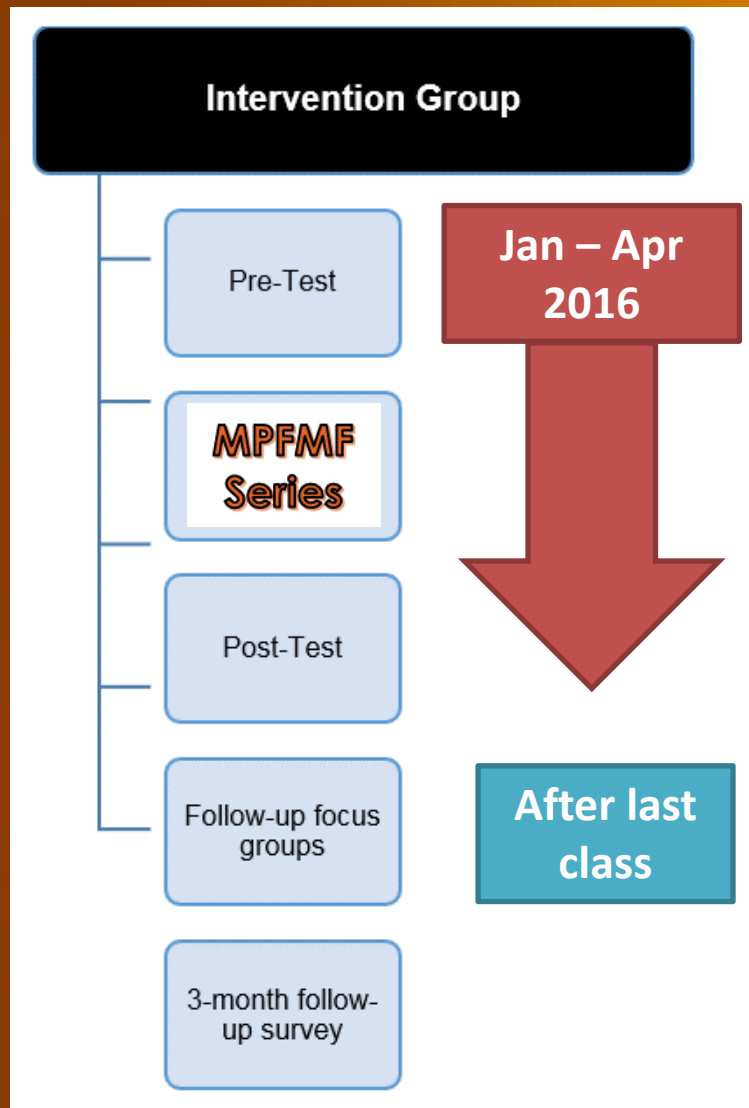 Intervention Group
Pre-Test
Jan – Apr
2016
MPFMF
Series
Post-Test
Follow-up focus
groups
After last
class
3-month follow-
up survey